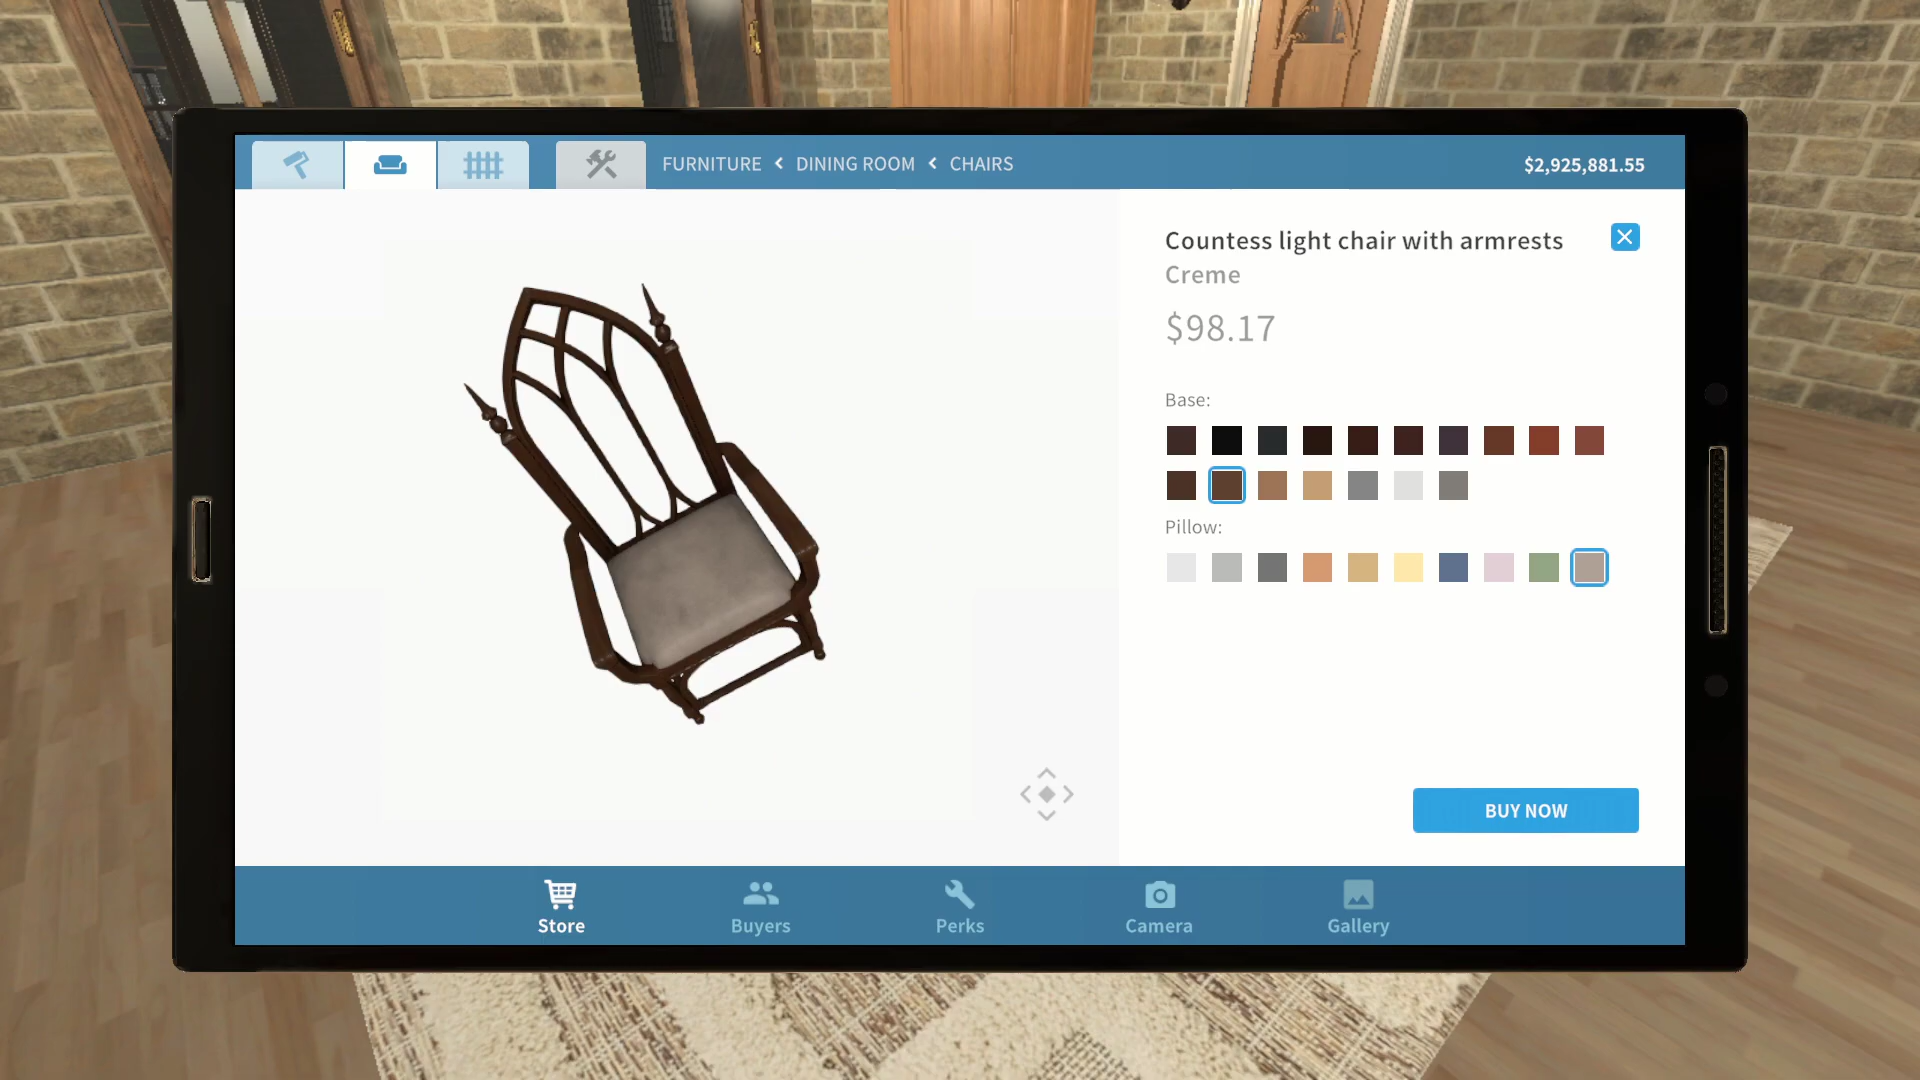 FURNITURE < DINING ROOM < CHAIRS
$2,925,881.55
Countess light chair with armrests
Creme
$98.17
Base:
Pillow:
BUY NOW
Store
Buyers
Perks
Camera
Gallery